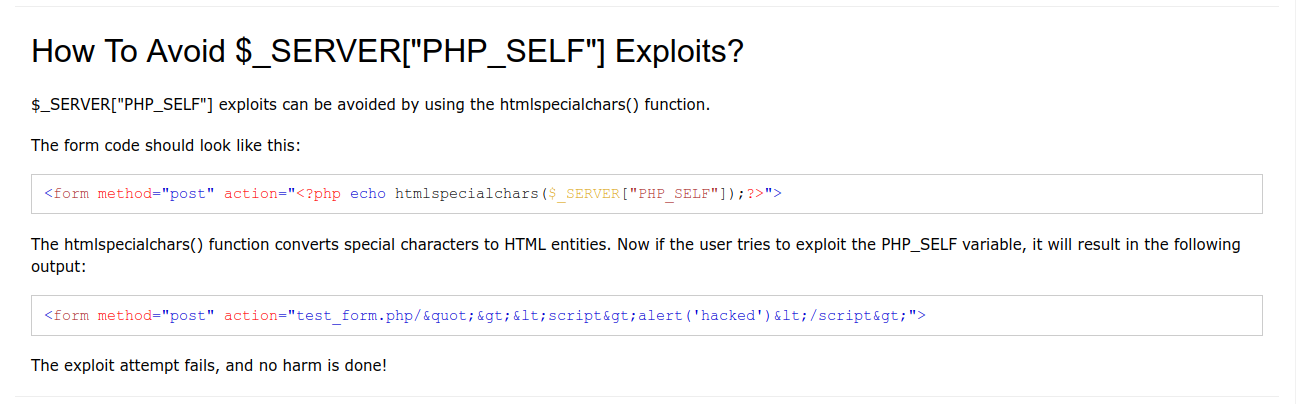 How To Avoid $_SERVER["PHP_SELF"] Exploits?
$_SERVER["PHP_SELF"] exploits can be avoided by using the htmlspecialchars() function.
The form code should look like this:
<form method="post" action="<?php echo htmlspecialchars($_SERVER["PHP_SELF"]);?>">
The htmlspecialchars() function converts special characters to HTML entities. Now if the user tries to exploit the PHP_SELF variable, it will result in the following
output:
<form method="post" action="test_form.php/&quot;&gt;&lt;script&gt;alert('hacked')&lt;/script&gt;">
The exploit attempt fails, and no harm is done!